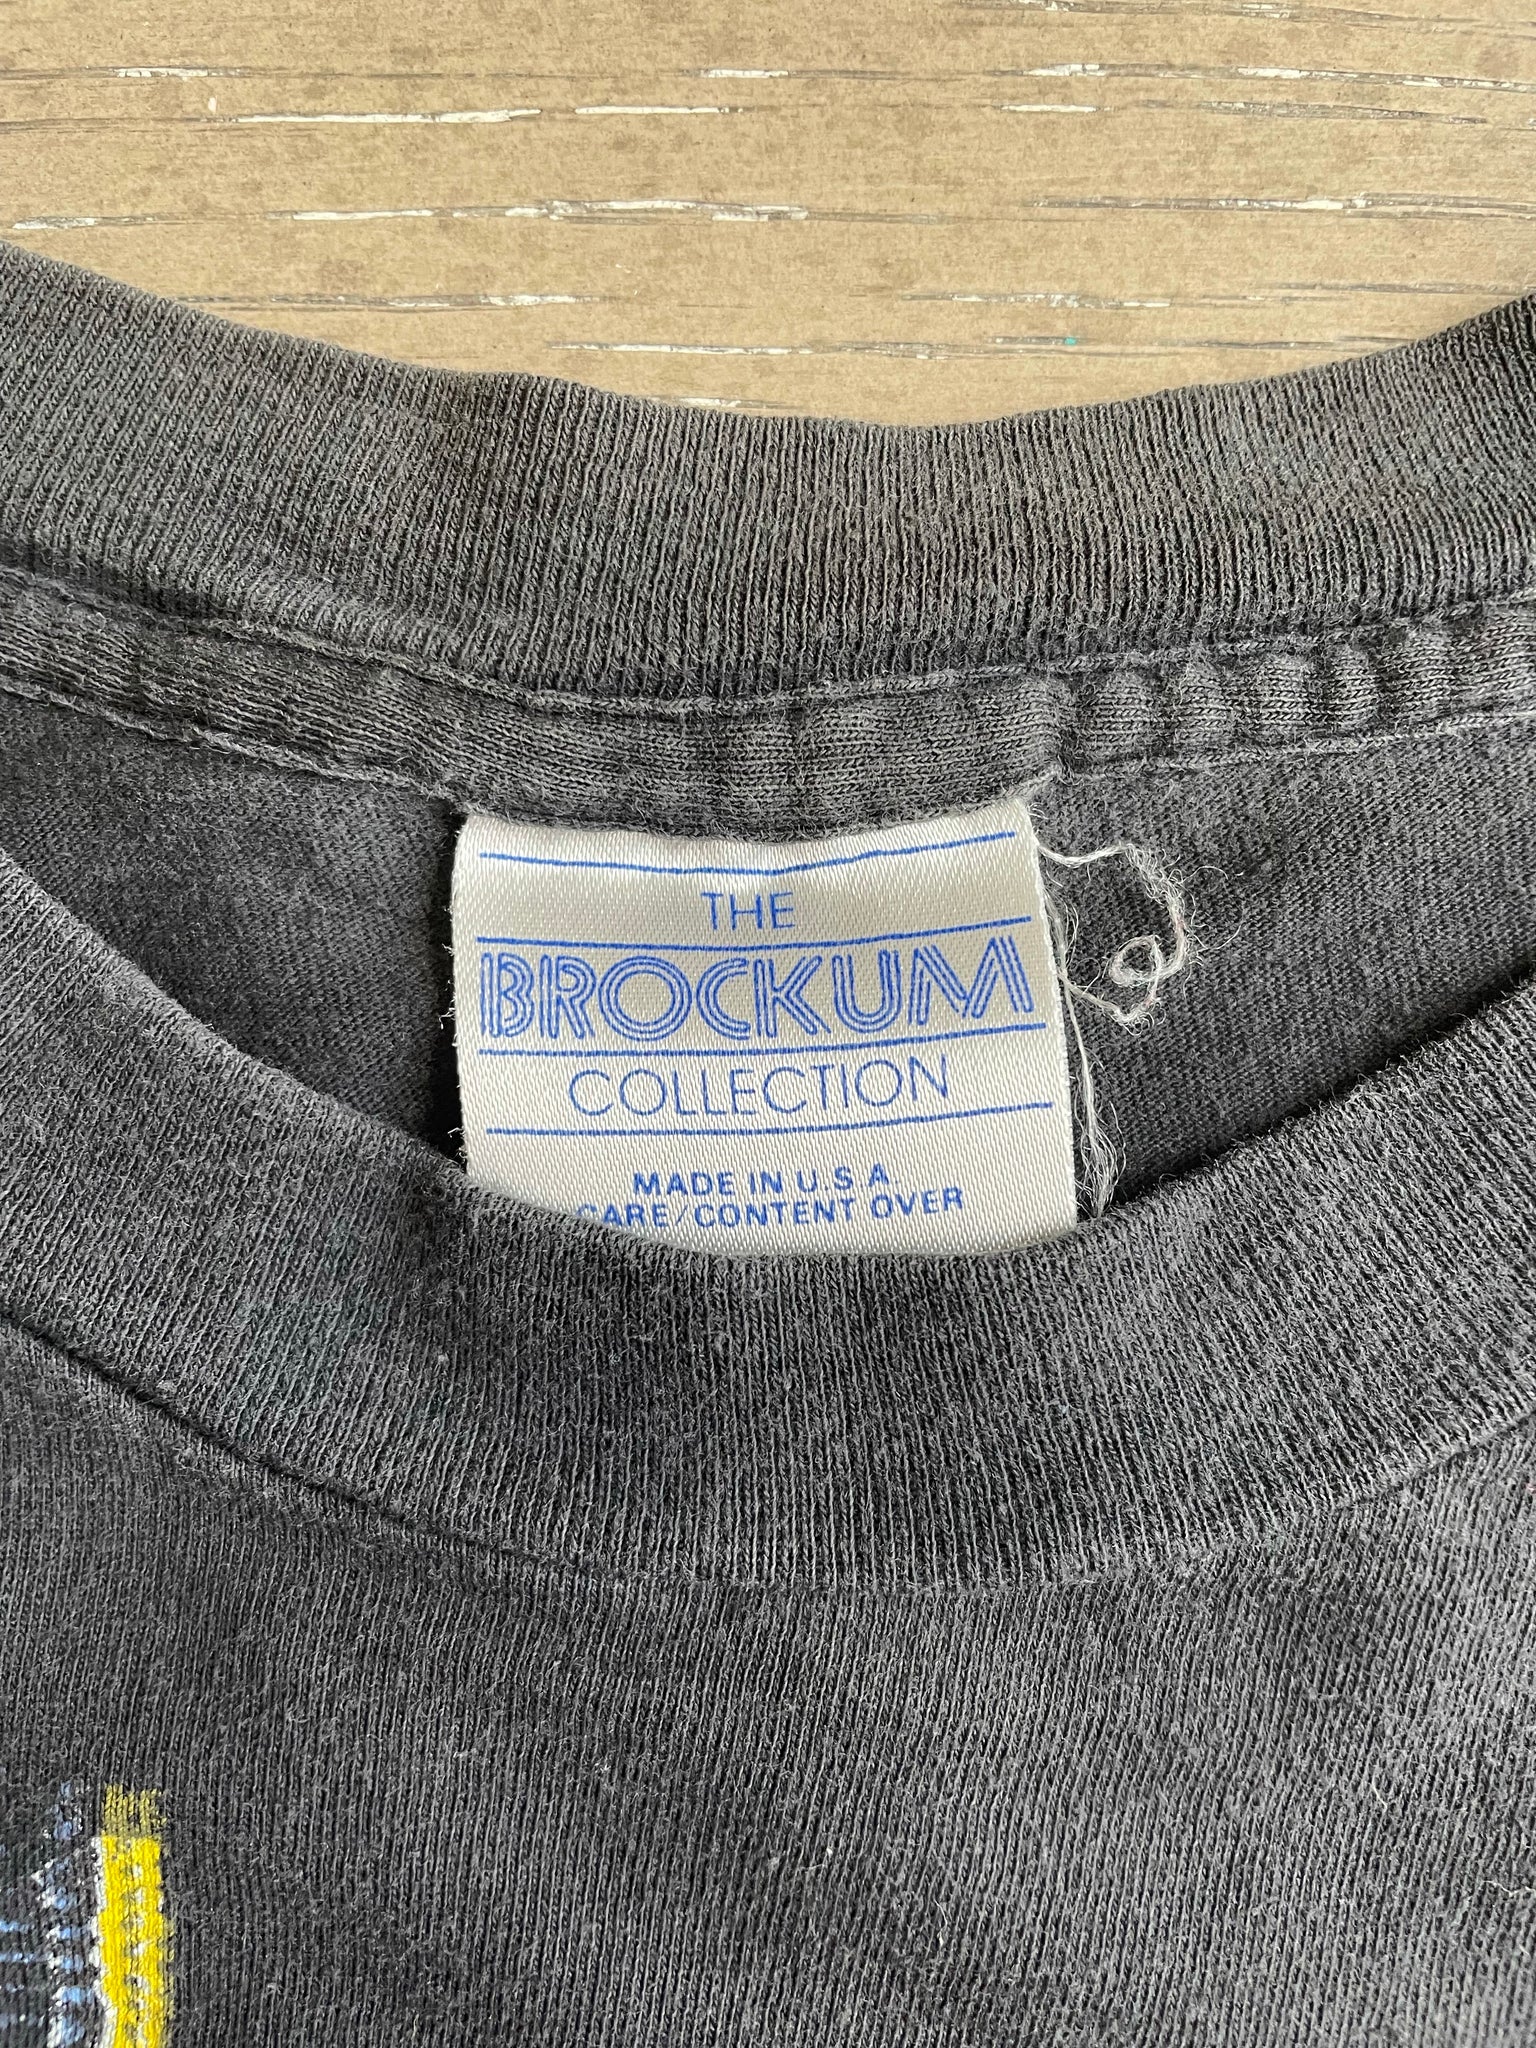 THE
BROCKUM
COLLECTION
MADE IN U.S.A.
CARE/CONTENT OVER